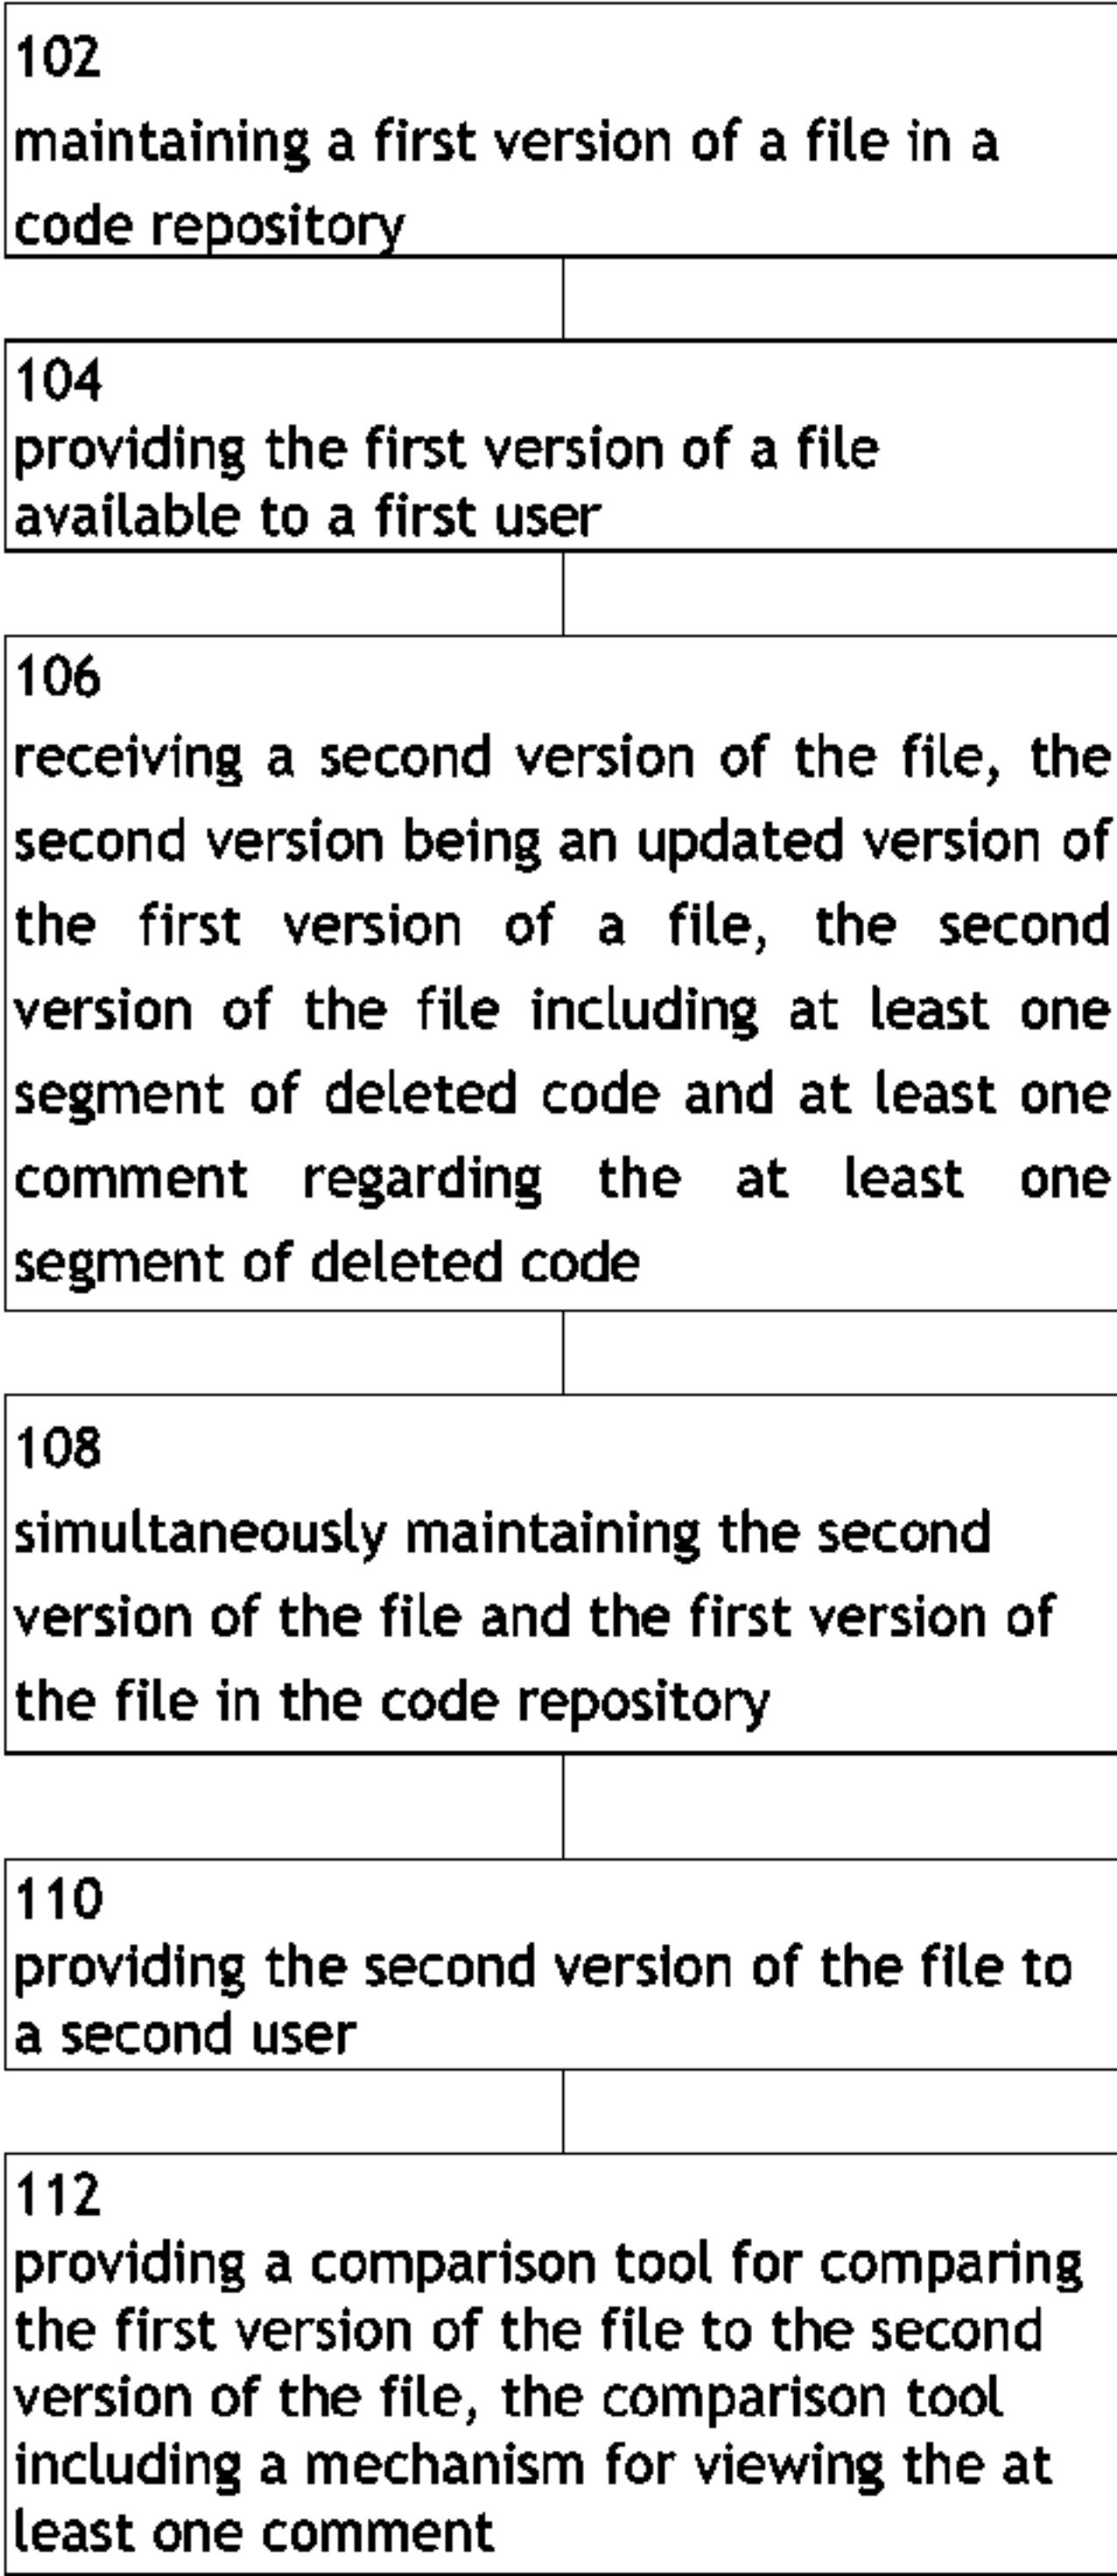 102
maintaining a first version of a file in a
code repository
104
providing the first version of a file
available to a first user
106
receiving a second version of the file, the
second version being an updated version of
the first version of a file, the second
version of the file including at least one
segment of deleted code and at least one
comment regarding the at least one
segment of deleted code
108
simultaneously maintaining the second
version of the file and the first version of
the file in the code repository
110
providing the second version of the file to
a second user
112
providing a comparison tool for comparing
the first version of the file to the second
version of the file, the comparison tool
including a mechanism for viewing the at
least one comment